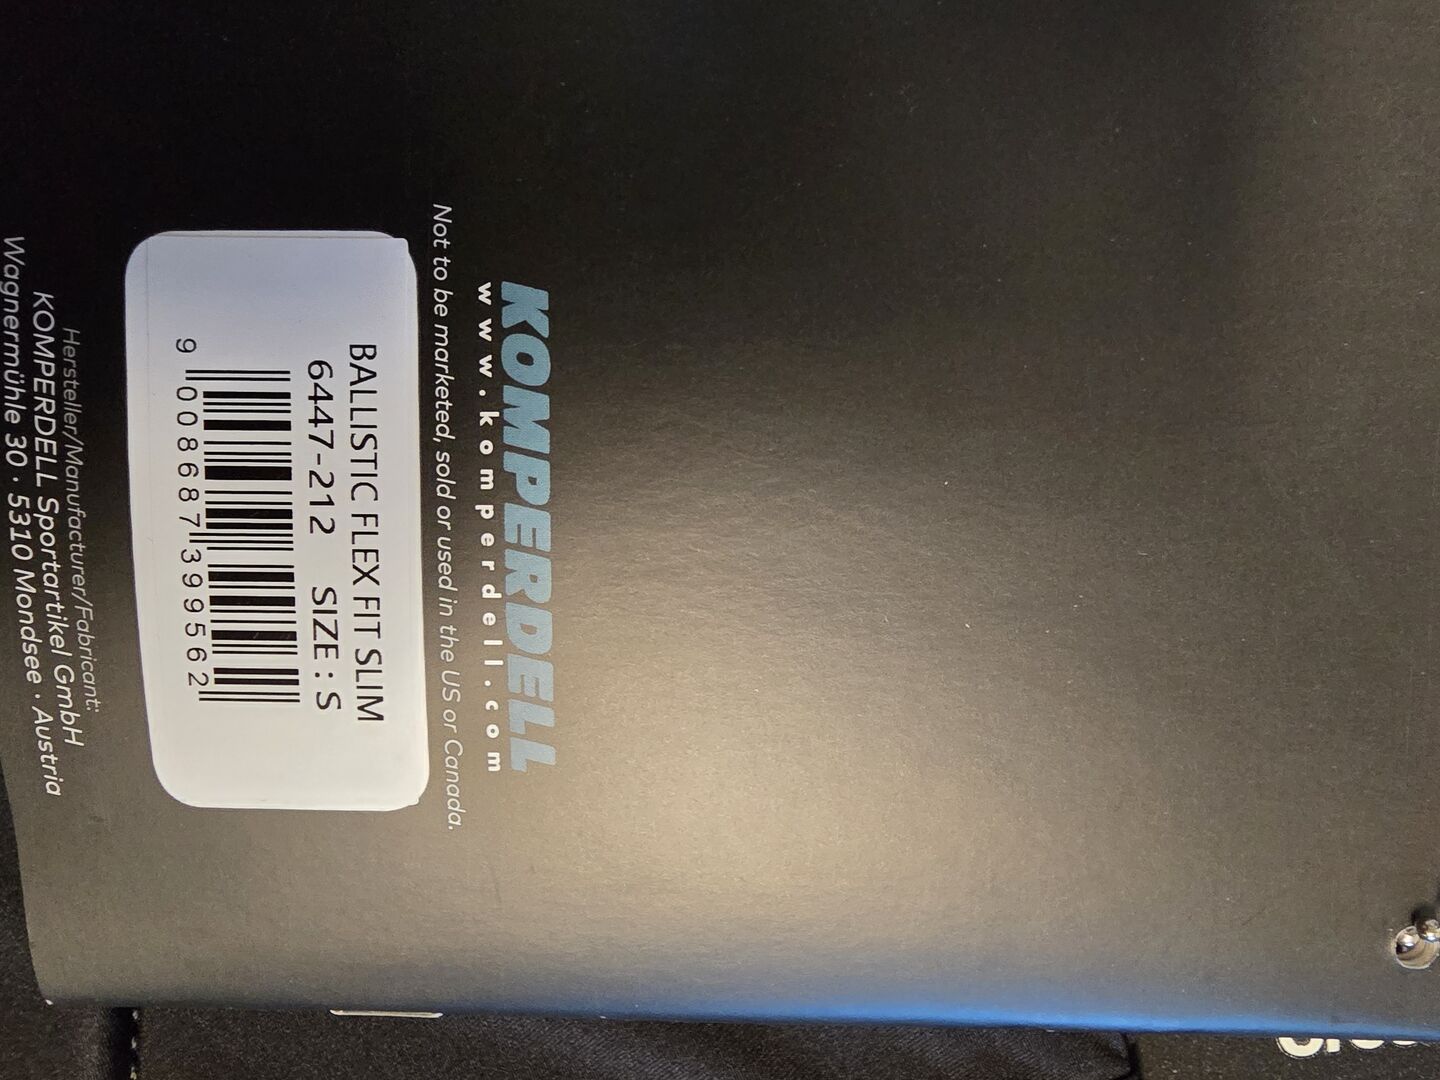 KOMPERDELL
www.komperdell.com
Not to be marketed, sold or used in the US or Canada.
BALLISTIC FLEX FIT SLIM
6447-212 SIZE : S
9 008687 399562
Hersteller/Manufacturer/Fabricant:
KOMPERDELL Sportartikel GmbH
Wagnermühle 30 · 5310 Mondsee · Austria